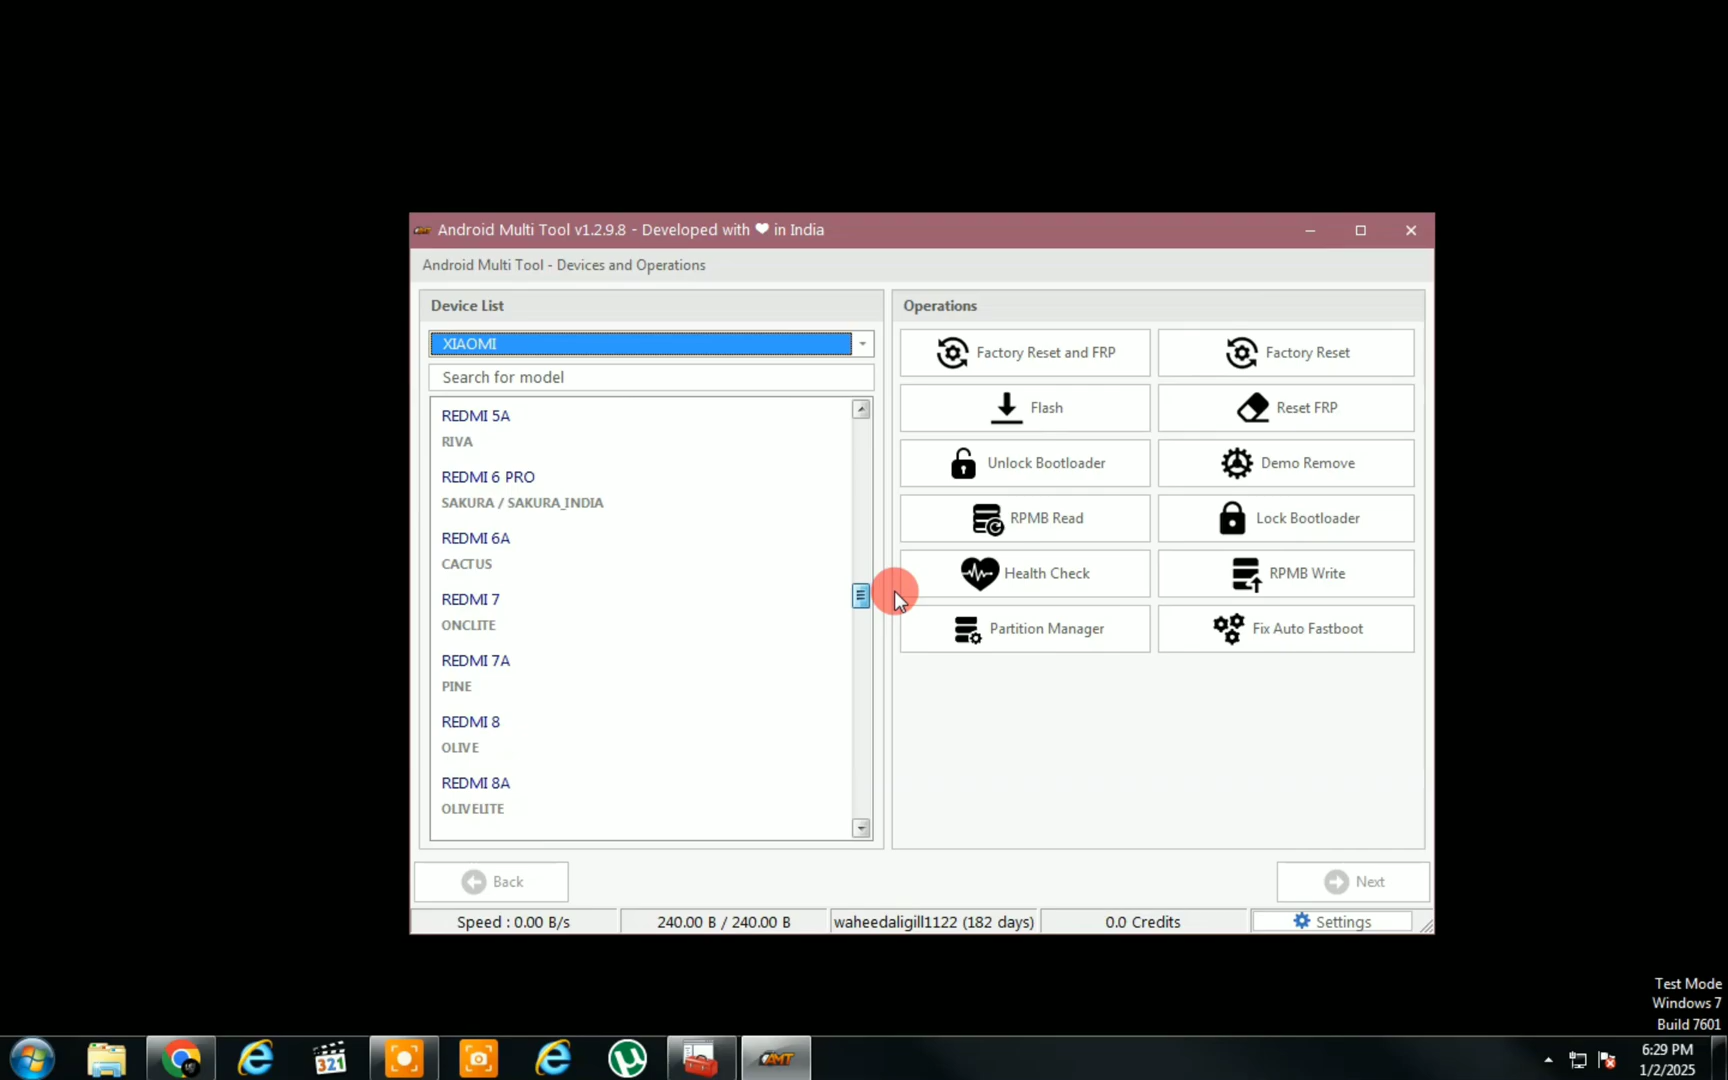 Android Multi Tool v1.2.9.8 - Developed with ❤ in India
Android Multi Tool - Devices and Operations
Device List
XIAOMI
Search for model
REDMI 5A
RIVA
REDMI 6 PRO
SAKURA / SAKURA_INDIA
REDMI 6A
CACTUS
REDMI 7
ONCLITE
REDMI 7A
PINE
REDMI 8
OLIVE
REDMI 8A
OLIVELITE
Operations
Factory Reset and FRP
Factory Reset
Flash
Reset FRP
Unlock Bootloader
Demo Remove
RPMB Read
Lock Bootloader
Health Check
RPMB Write
Partition Manager
Fix Auto Fastboot
Back
Next
Speed : 0.00 B/s
240.00 B / 240.00 B
waheedaligill1122 (182 days)
0.0 Credits
Settings
Test Mode
Windows 7
Build 7601
321
AMT
6:29 PM
1/2/2025